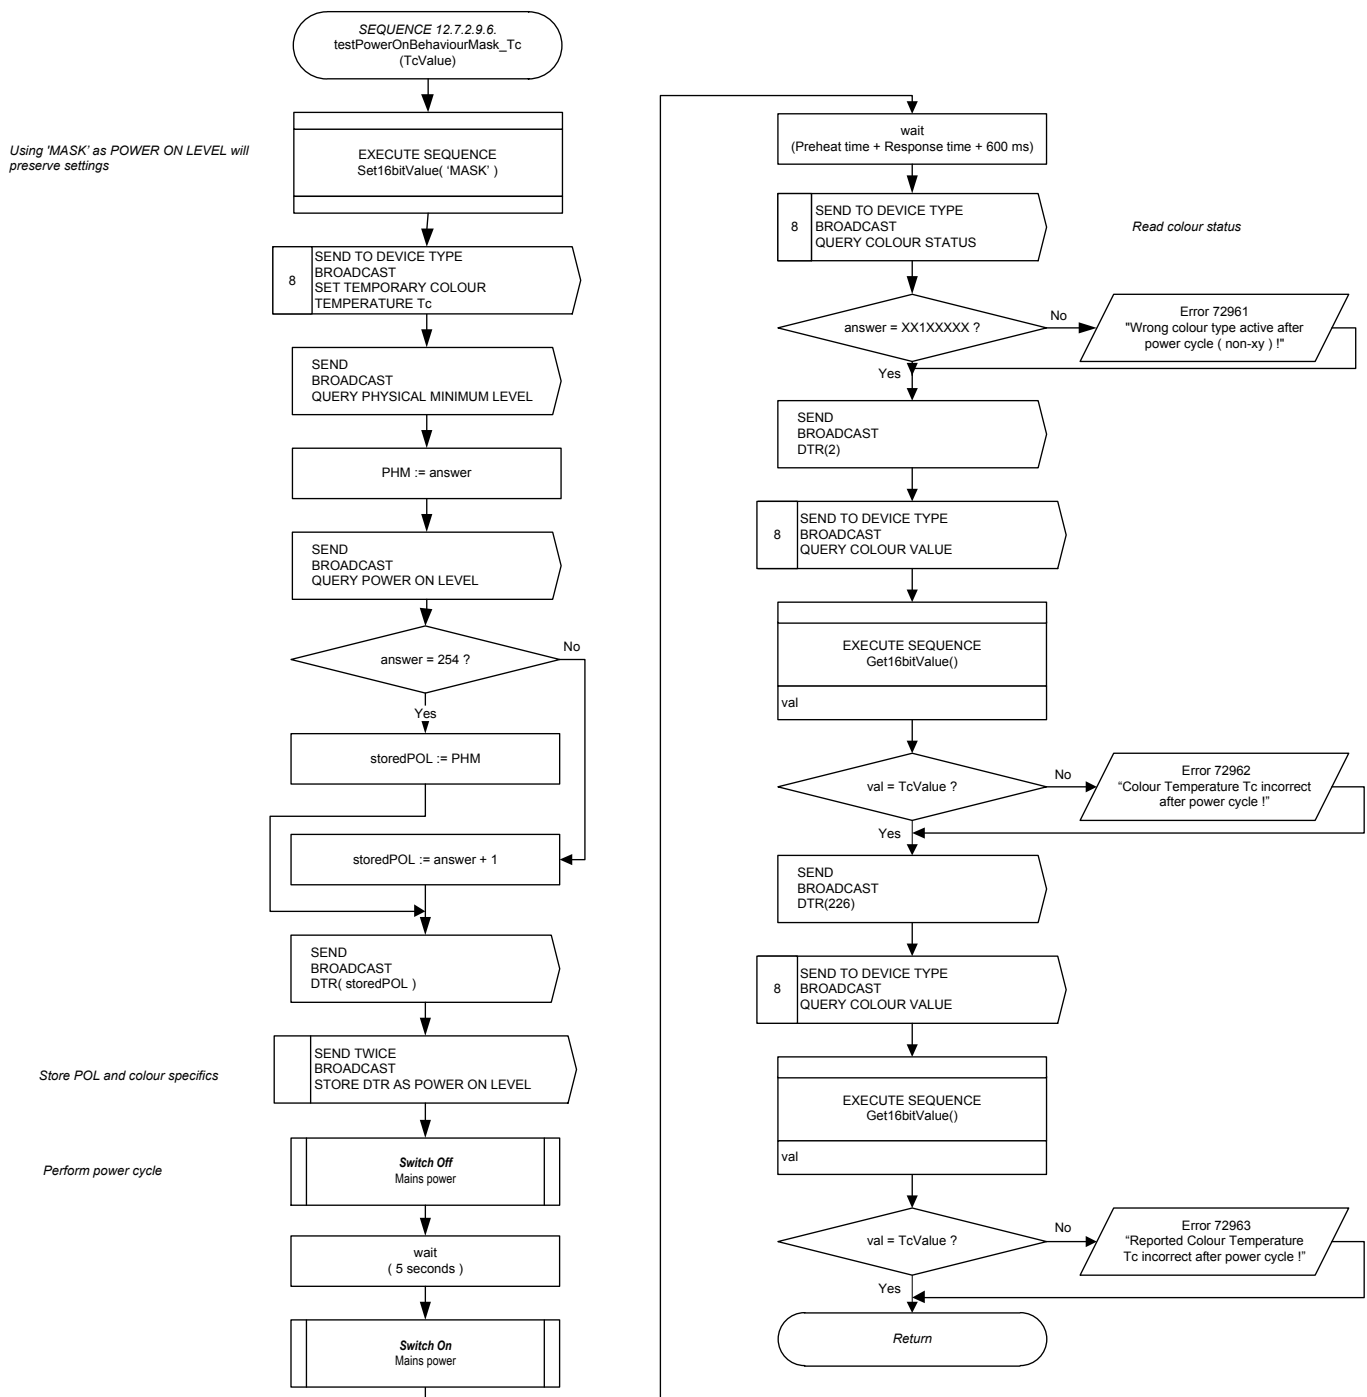 SEQUENCE 12.7.2.9.6.
testPowerOnBehaviourMask_Tc
(TcValue)
Using 'MASK' as POWER ON LEVEL will
preserve settings
EXECUTE SEQUENCE
Set16bitValue( ‘MASK’ )
8
SEND TO DEVICE TYPE
BROADCAST
SET TEMPORARY COLOUR
TEMPERATURE Tc
SEND
BROADCAST
QUERY PHYSICAL MINIMUM LEVEL
PHM := answer
SEND
BROADCAST
QUERY POWER ON LEVEL
answer = 254 ?
No
Yes
storedPOL := PHM
storedPOL := answer + 1
SEND
BROADCAST
DTR( storedPOL )
Store POL and colour specifics
SEND TWICE
BROADCAST
STORE DTR AS POWER ON LEVEL
Perform power cycle
Switch Off
Mains power
wait
( 5 seconds )
Switch On
Mains power
wait
(Preheat time + Response time + 600 ms)
8
SEND TO DEVICE TYPE
BROADCAST
QUERY COLOUR STATUS
Read colour status
answer = XX1XXXXX ?
No
Error 72961
"Wrong colour type active after
power cycle ( non-xy ) !"
Yes
SEND
BROADCAST
DTR(2)
8
SEND TO DEVICE TYPE
BROADCAST
QUERY COLOUR VALUE
EXECUTE SEQUENCE
Get16bitValue()
val
val = TcValue ?
No
Error 72962
“Colour Temperature Tc incorrect
after power cycle !”
Yes
SEND
BROADCAST
DTR(226)
8
SEND TO DEVICE TYPE
BROADCAST
QUERY COLOUR VALUE
EXECUTE SEQUENCE
Get16bitValue()
val
val = TcValue ?
No
Error 72963
“Reported Colour Temperature
Tc incorrect after power cycle !”
Yes
Return